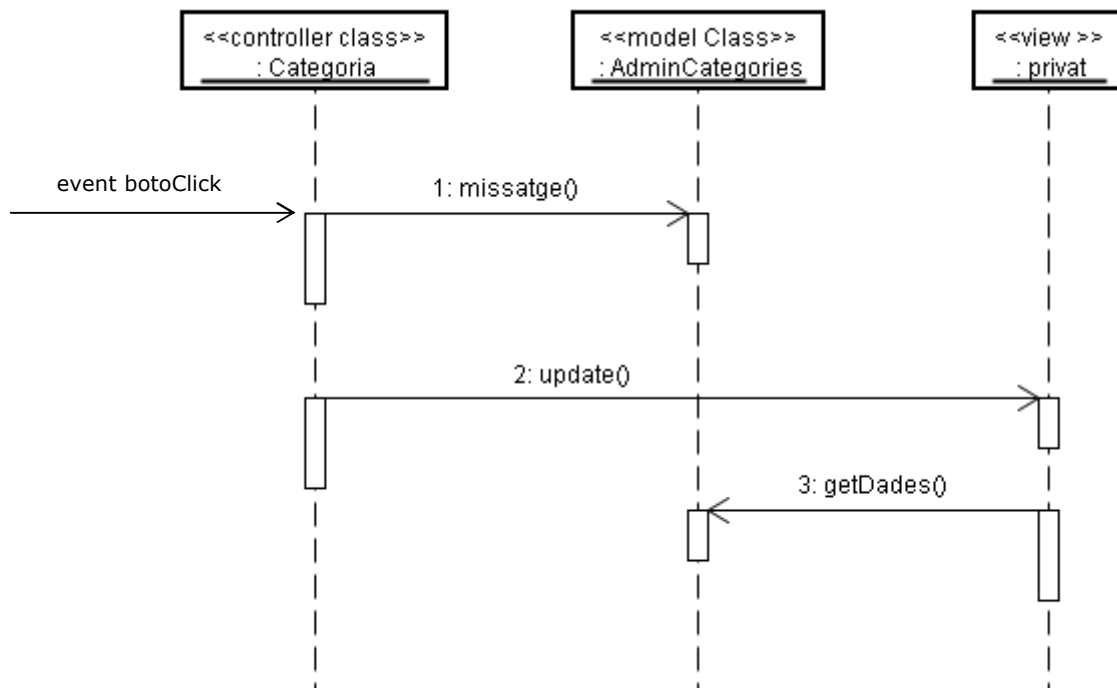 <<controller class>>
: Categoria
<<model Class>>
: AdminCategories
<<view >>
: privat
event botoClick
1: missatge()
2: update()
3: getDades()